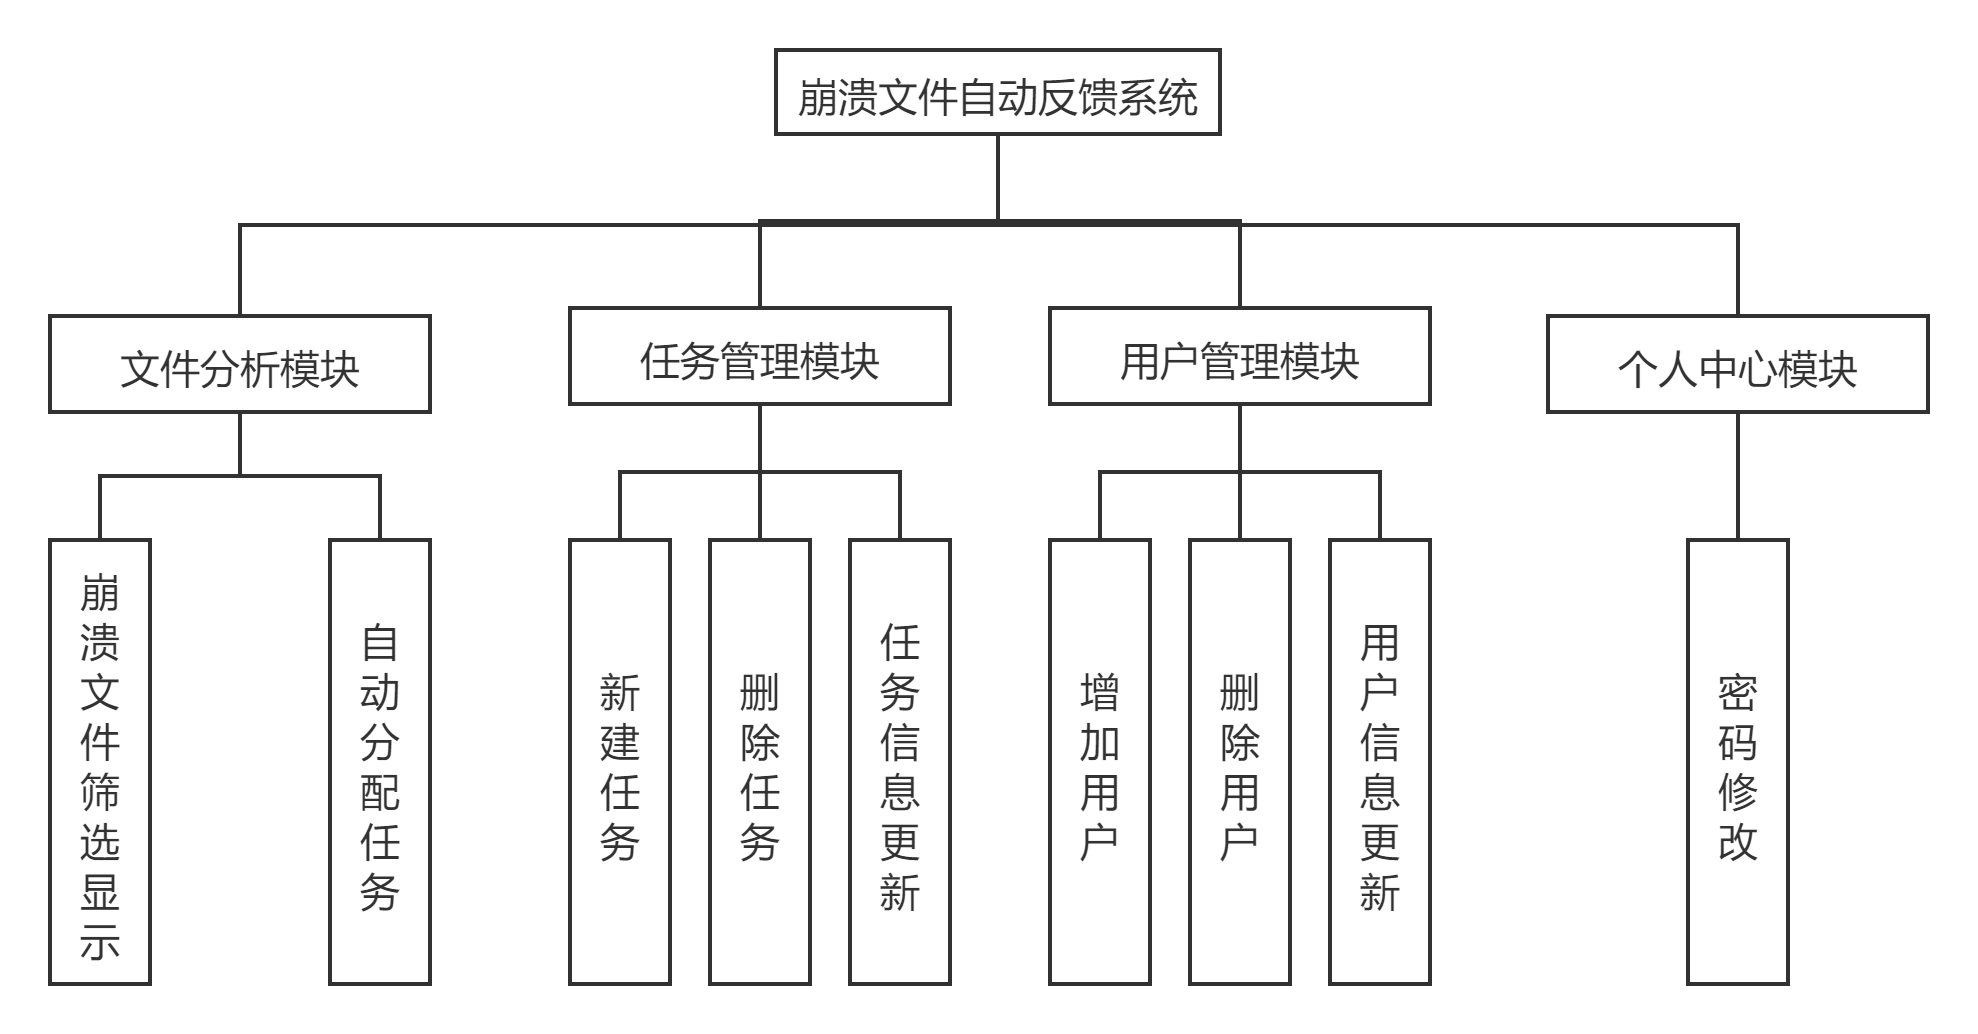 崩溃文件自动反馈系统
文件分析模块
任务管理模块
用户管理模块
个人中心模块
崩溃文件筛选显示
自动分配任务
新建任务
删除任务
任务信息更新
增加用户
删除用户
用户信息更新
密码修改